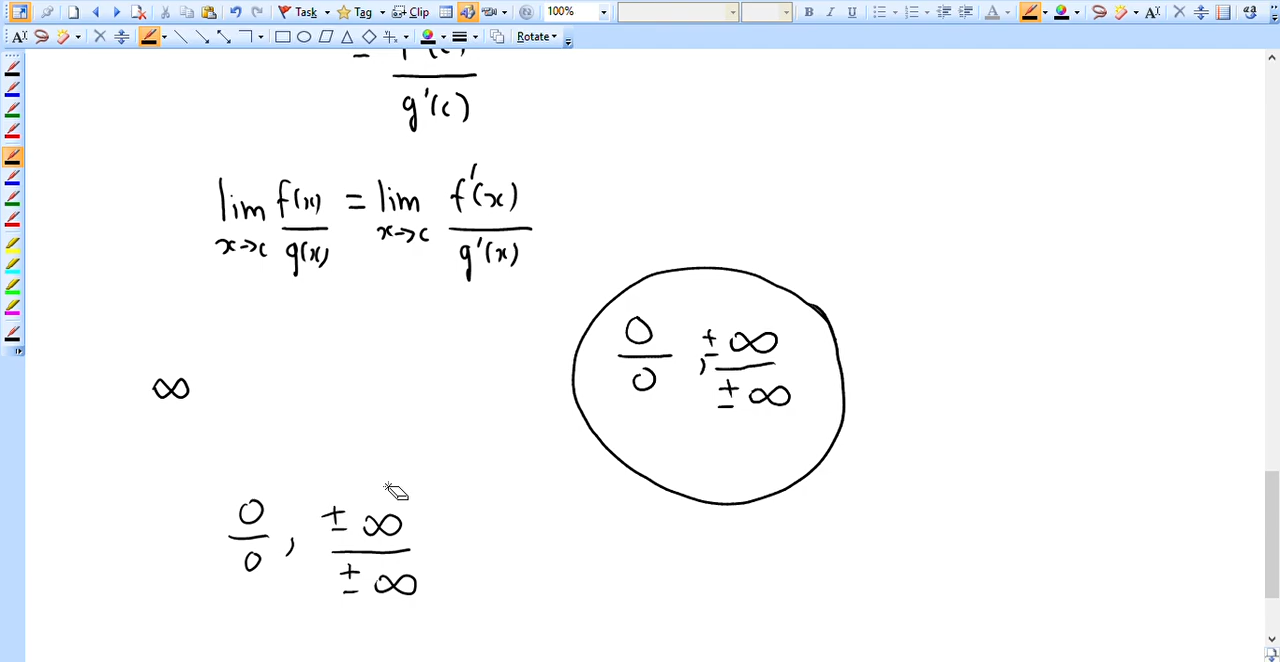 Task Tag Clip 100% B I U A
Rotate
g'(c)
lim f(x)/g(x) = lim f'(x)/g'(x)
x→c x→c
0/0 , ±∞/±∞
∞
0/0 , ±∞/±∞